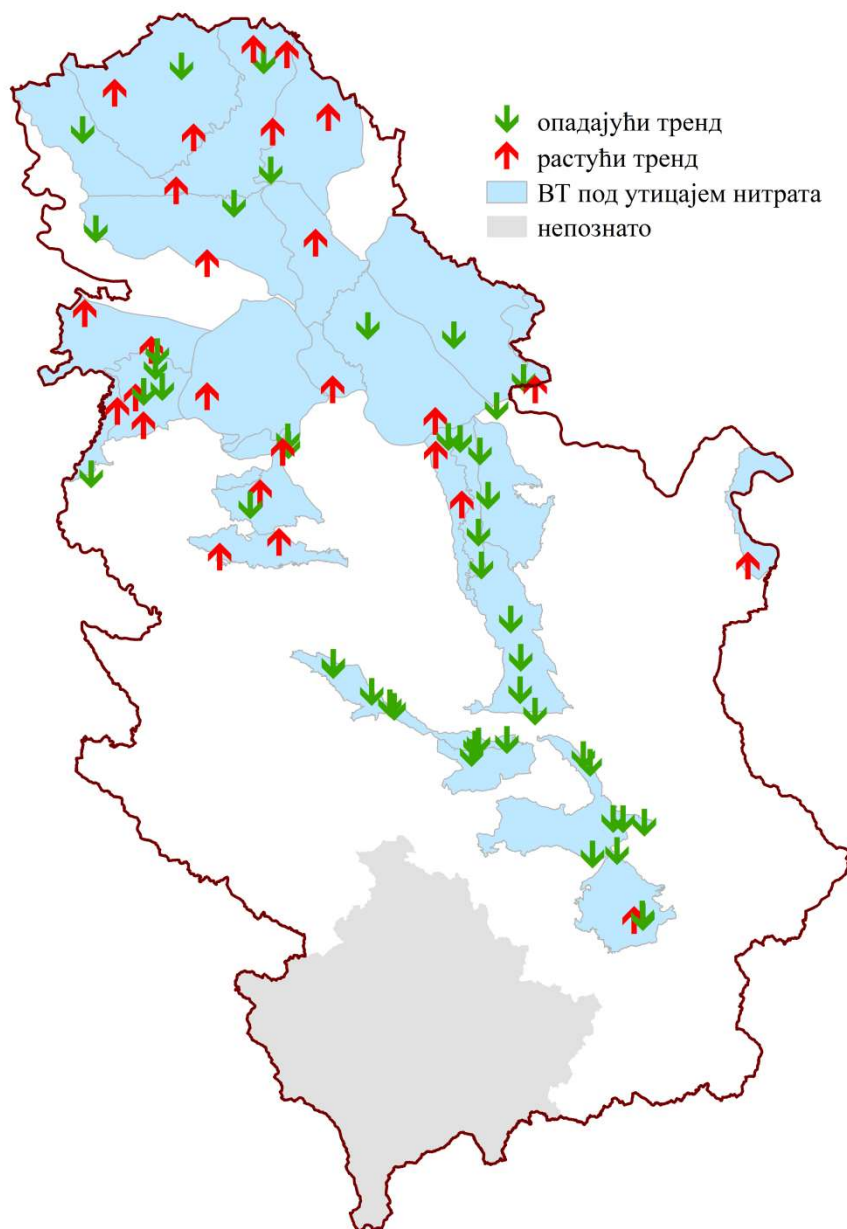 опадајући тренд
растући тренд
ВТ под утицајем нитрата
непознато